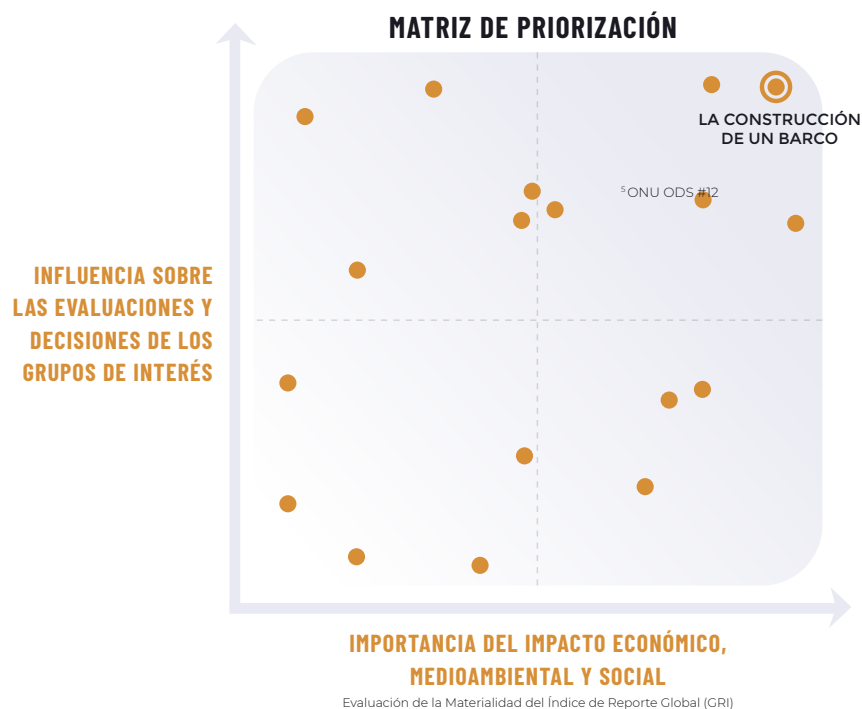 MATRIZ DE PRIORIZACIÓN
LA CONSTRUCCIÓN
DE UN BARCO
⁵ ONU ODS #12
INFLUENCIA SOBRE
LAS EVALUACIONES Y
DECISIONES DE LOS
GRUPOS DE INTERÉS
IMPORTANCIA DEL IMPACTO ECONÓMICO,
MEDIOAMBIENTAL Y SOCIAL
Evaluación de la Materialidad del Índice de Reporte Global (GRI)